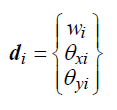 d_i = { w_i
θ_xi
θ_yi }